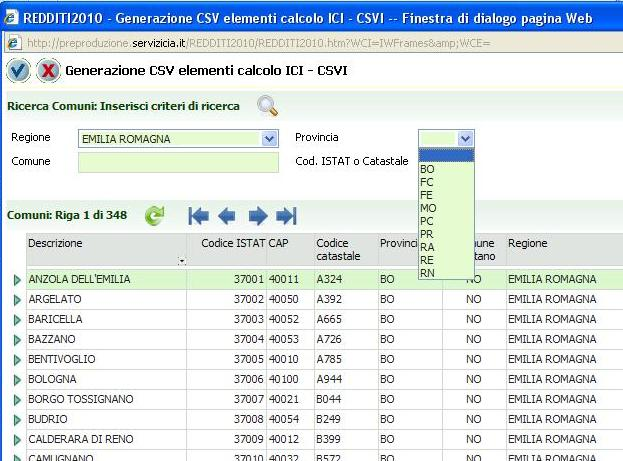 REDDITI2010 - Generazione CSV elementi calcolo ICI - CSVI -- Finestra di dialogo pagina Web
http://preproduzione.servizicia.it/REDDITI2010/REDDITI2010.htm?WCI=IWFrames&amp;WCE=
Generazione CSV elementi calcolo ICI - CSVI
Ricerca Comuni: Inserisci criteri di ricerca
Regione EMILIA ROMAGNA Provincia
Comune Cod. ISTAT o Catastale
BO
FC
FE
MO
PC
PR
RA
RE
RN
Comuni: Riga 1 di 348
Descrizione Codice ISTAT CAP Codice catastale Provinci une tano Regione
ANZOLA DELL'EMILIA 37001 40011 A324 BO NO EMILIA ROMAGNA
ARGELATO 37002 40050 A392 BO NO EMILIA ROMAGNA
BARICELLA 37003 40052 A665 BO NO EMILIA ROMAGNA
BAZZANO 37004 40053 A726 BO NO EMILIA ROMAGNA
BENTIVOGLIO 37005 40010 A785 BO NO EMILIA ROMAGNA
BOLOGNA 37006 40100 A944 BO NO EMILIA ROMAGNA
BORGO TOSSIGNANO 37007 40021 B044 BO NO EMILIA ROMAGNA
BUDRIO 37008 40054 B249 BO NO EMILIA ROMAGNA
CALDERARA DI RENO 37009 40012 B399 BO NO EMILIA ROMAGNA
CAMUGNANO 37010 40032 B572 BO NO EMILIA ROMAGNA